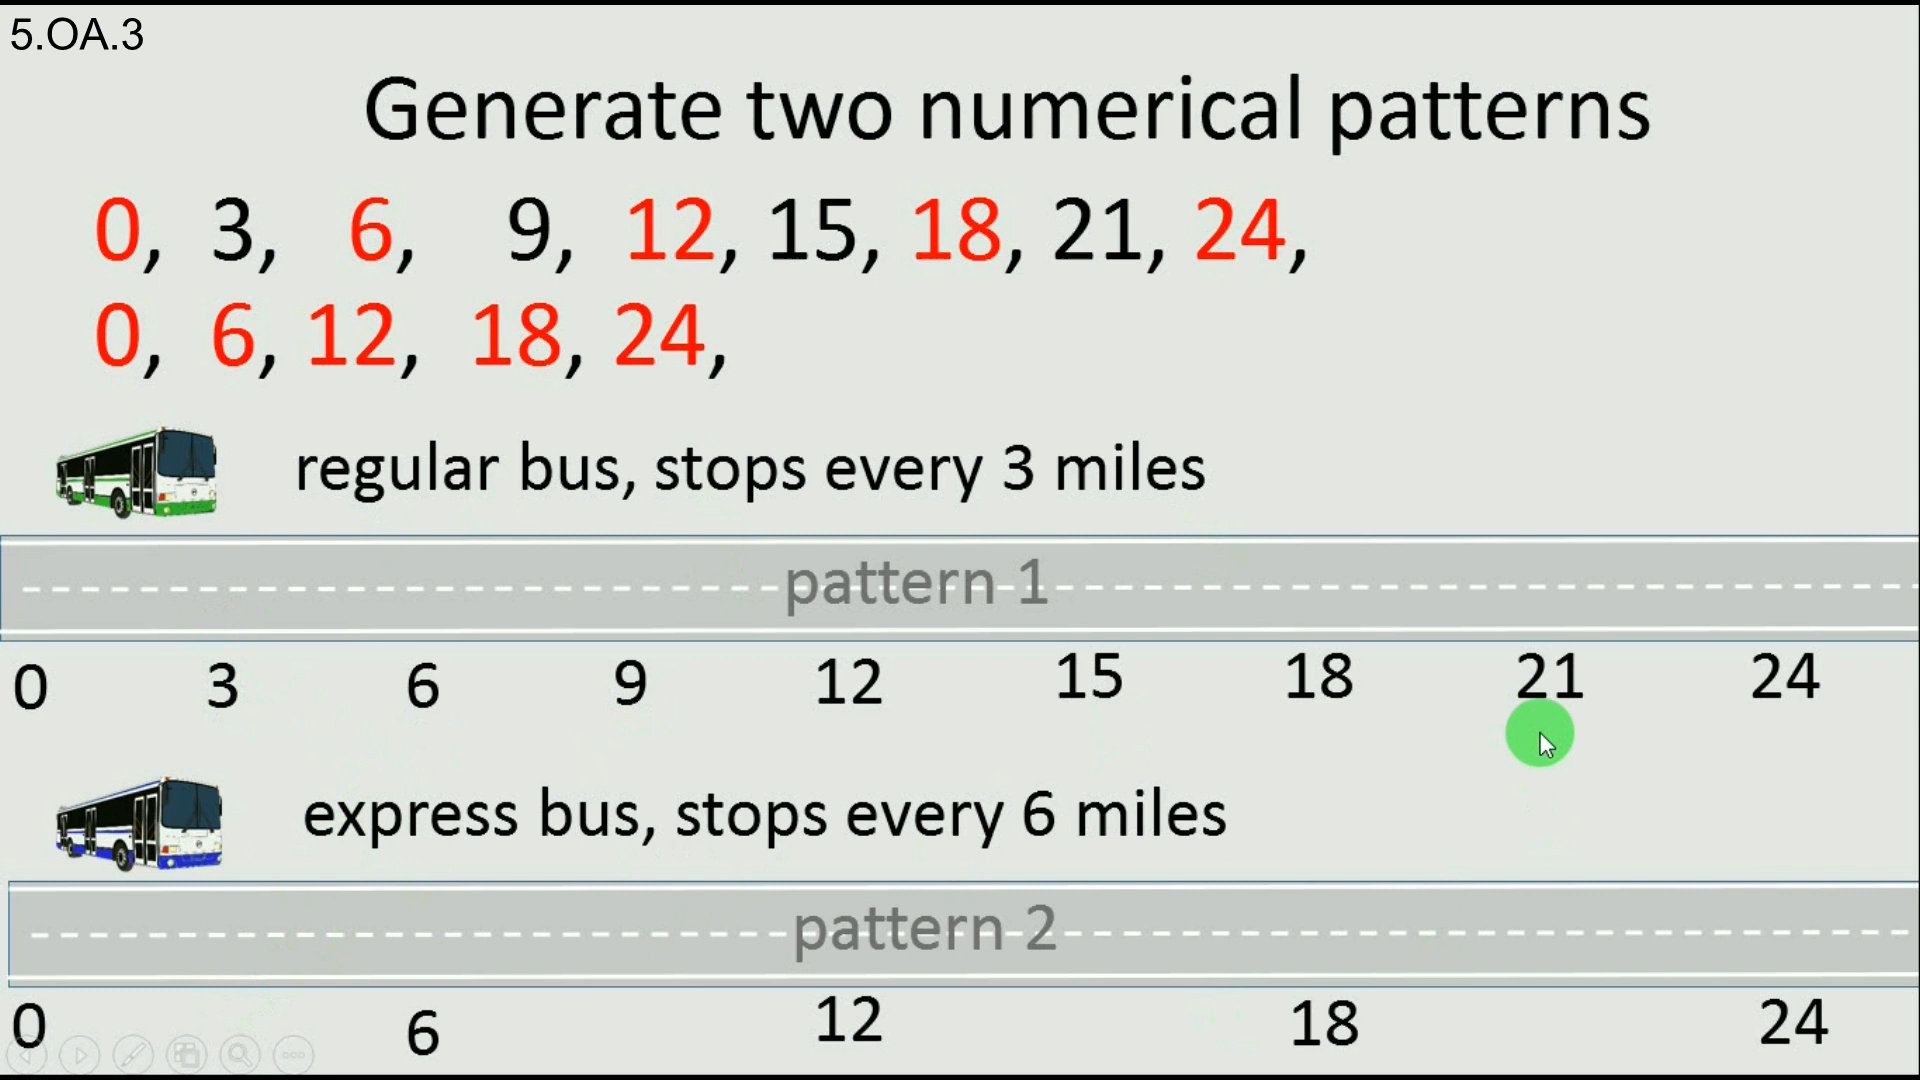 5.OA.3
Generate two numerical patterns
0, 3, 6, 9, 12, 15, 18, 21, 24,
0, 6, 12, 18, 24,
regular bus, stops every 3 miles
pattern 1
0 3 6 9 12 15 18 21 24
express bus, stops every 6 miles
pattern 2
0 6 12 18 24